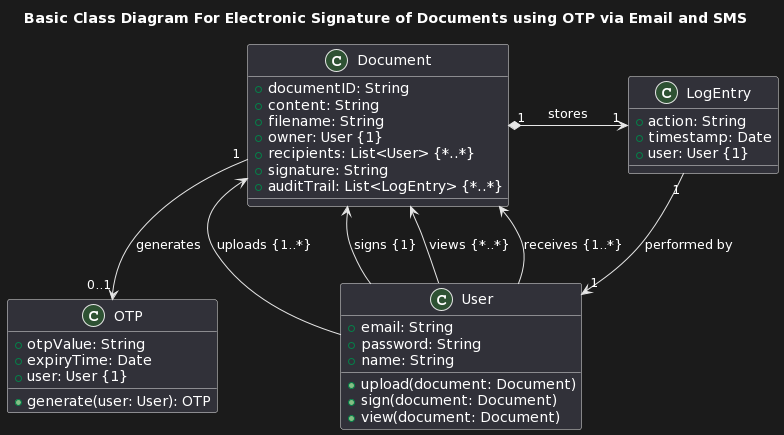 Basic Class Diagram For Electronic Signature of Documents using OTP via Email and SMS
C Document
documentID: String
content: String
filename: String
owner: User {1}
recipients: List<User> {*..*}
signature: String
auditTrail: List<LogEntry> {*..*}
C LogEntry
action: String
timestamp: Date
user: User {1}
1 stores 1
1
1
generates
uploads {1..*}
signs {1}
views {*..*}
receives {1..*}
performed by
0..1
1
C OTP
otpValue: String
expiryTime: Date
user: User {1}
generate(user: User): OTP
C User
email: String
password: String
name: String
upload(document: Document)
sign(document: Document)
view(document: Document)